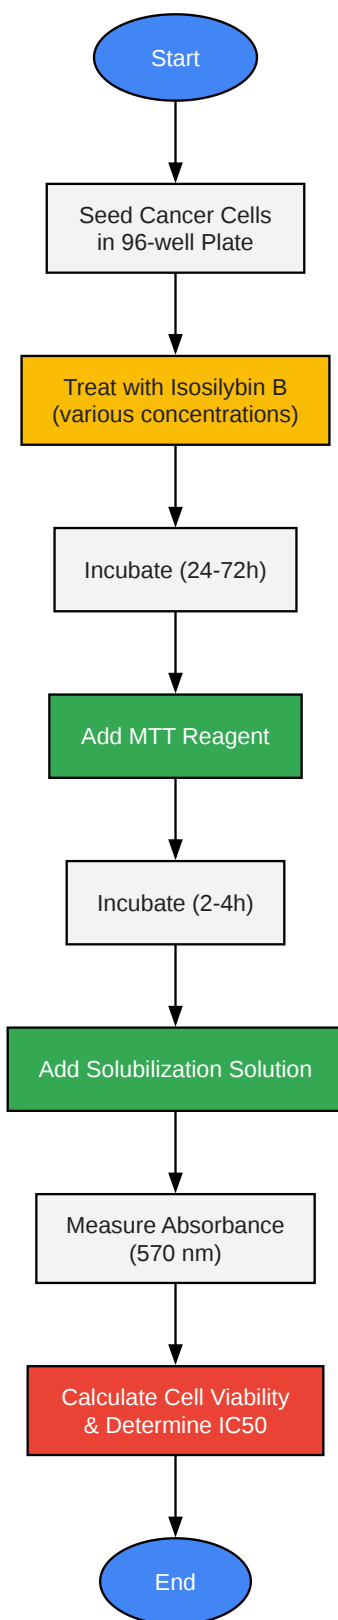 Start
Seed Cancer Cells
in 96-well Plate
Treat with Isosilybin B
(various concentrations)
Incubate (24-72h)
Add MTT Reagent
Incubate (2-4h)
Add Solubilization Solution
Measure Absorbance
(570 nm)
Calculate Cell Viability
& Determine IC50
End